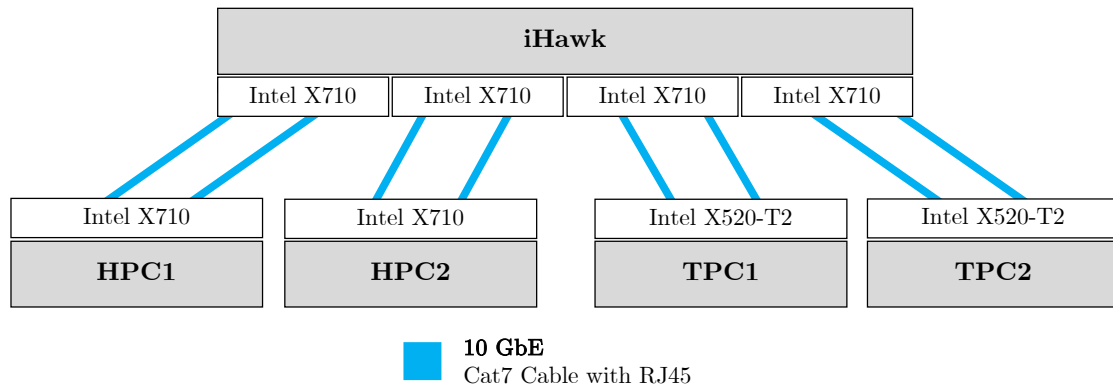 iHawk
Intel X710 Intel X710 Intel X710 Intel X710
Intel X710 Intel X710 Intel X520-T2 Intel X520-T2
HPC1 HPC2 TPC1 TPC2
10 GbE
Cat7 Cable with RJ45